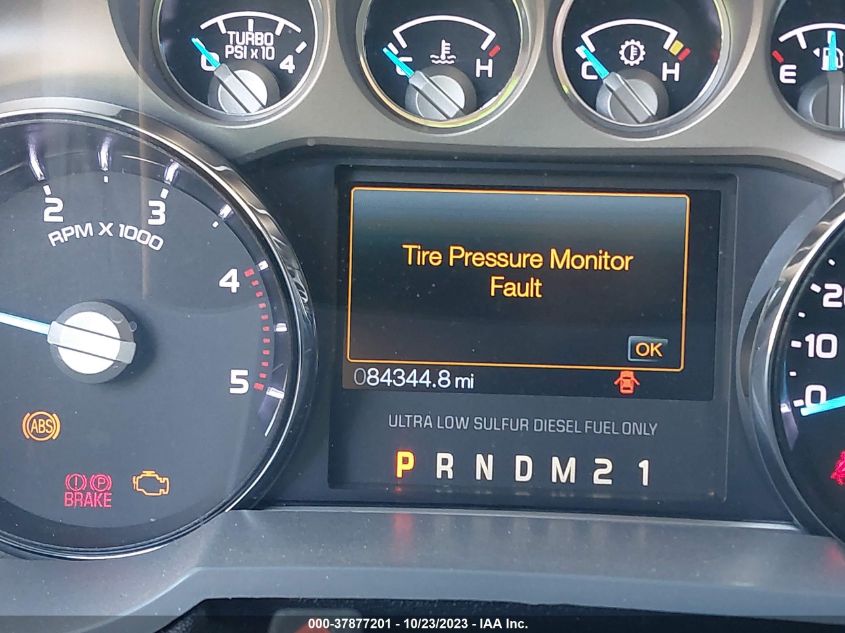 TURBO
PSI x 10
0 4
C H
C H
E
2 3 4 5
RPM X 1000
Tire Pressure Monitor
Fault
OK
084344.8 mi
20
10
0
ULTRA LOW SULFUR DIESEL FUEL ONLY
P R N D M 2 1
ABS
! P
BRAKE
000-37877201 - 10/23/2023 - IAA Inc.